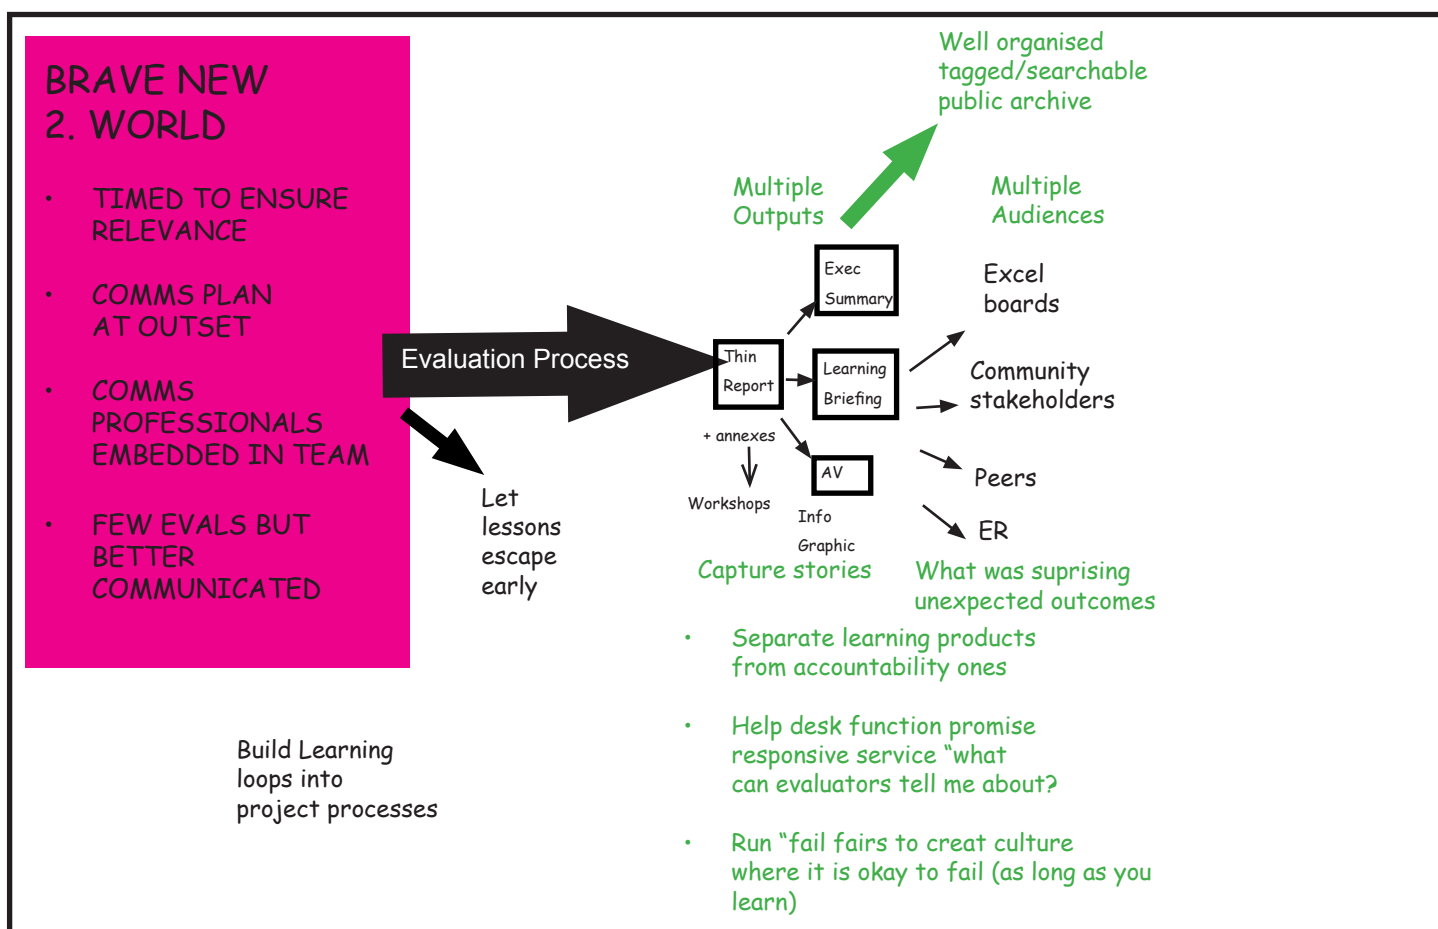 BRAVE NEW
2. WORLD
• TIMED TO ENSURE
RELEVANCE
• COMMS PLAN
AT OUTSET
• COMMS
PROFESSIONALS
EMBEDDED IN TEAM
• FEW EVALS BUT
BETTER
COMMUNICATED
Evaluation Process
Let
lessons
escape
early
Build Learning
loops into
project processes
Well organised
tagged/searchable
public archive
Multiple
Outputs
Multiple
Audiences
Exec
Summary
Thin
Report
Learning
Briefing
+ annexes
Workshops
AV
Info
Graphic
Excel
boards
Community
stakeholders
Peers
ER
Capture stories
What was suprising
unexpected outcomes
• Separate learning products
from accountability ones
• Help desk function promise
responsive service “what
can evaluators tell me about?
• Run “fail fairs to creat culture
where it is okay to fail (as long as you
learn)